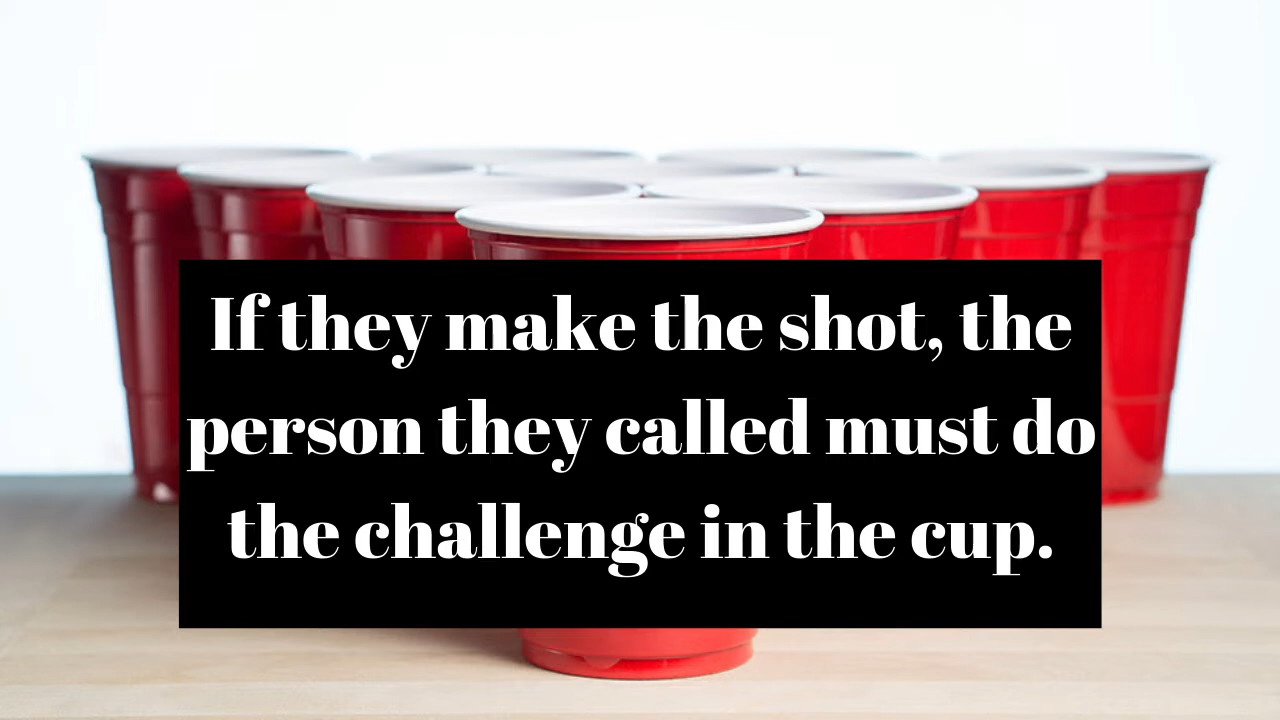 If they make the shot, the
person they called must do
the challenge in the cup.